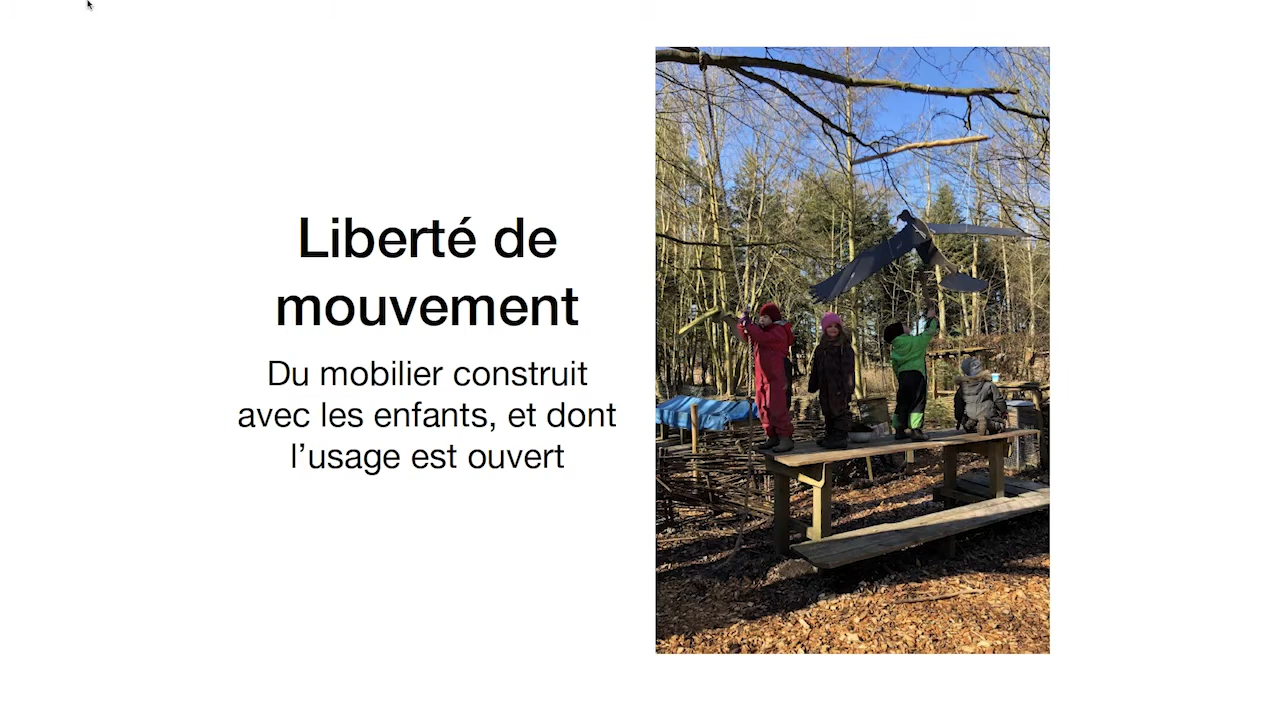 Liberté de
mouvement
Du mobilier construit
avec les enfants, et dont
l’usage est ouvert